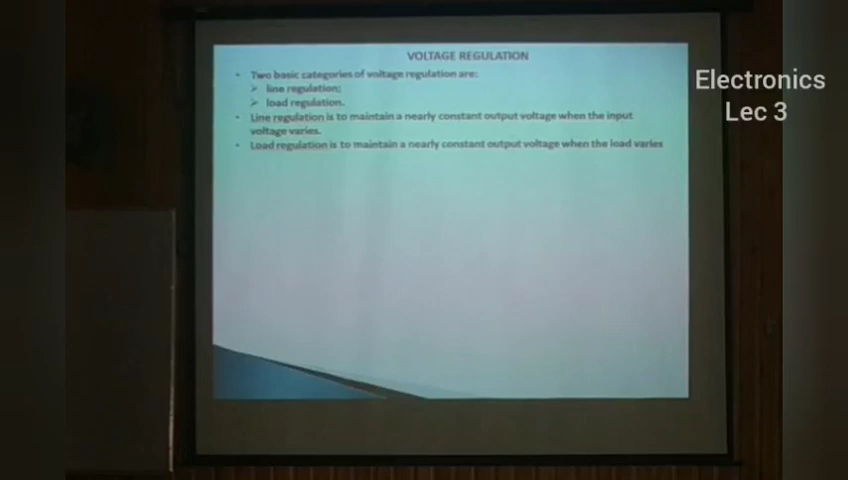 VOLTAGE REGULATION
• Two basic categories of voltage regulation are:
➢ line regulation;
➢ load regulation.
• Line regulation is to maintain a nearly constant output voltage when the input
voltage varies.
• Load regulation is to maintain a nearly constant output voltage when the load varies
Electronics
Lec 3